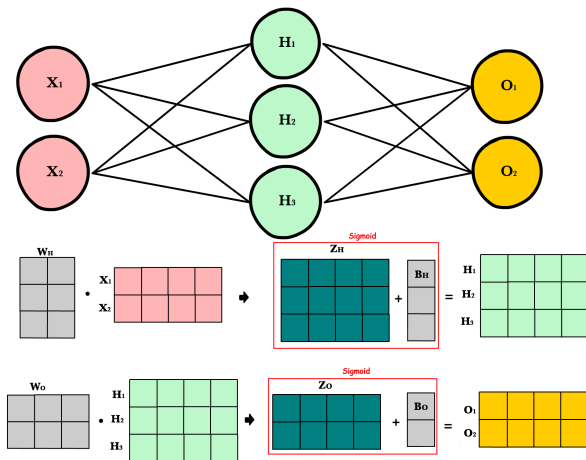 H1
X1
O1
H2
X2
O2
H3
Sigmoid
WH
ZH
X1
X2
•
+
BH
=
H1
H2
H3
Sigmoid
WO
H1
H2
H3
•
ZO
+
BO
=
O1
O2